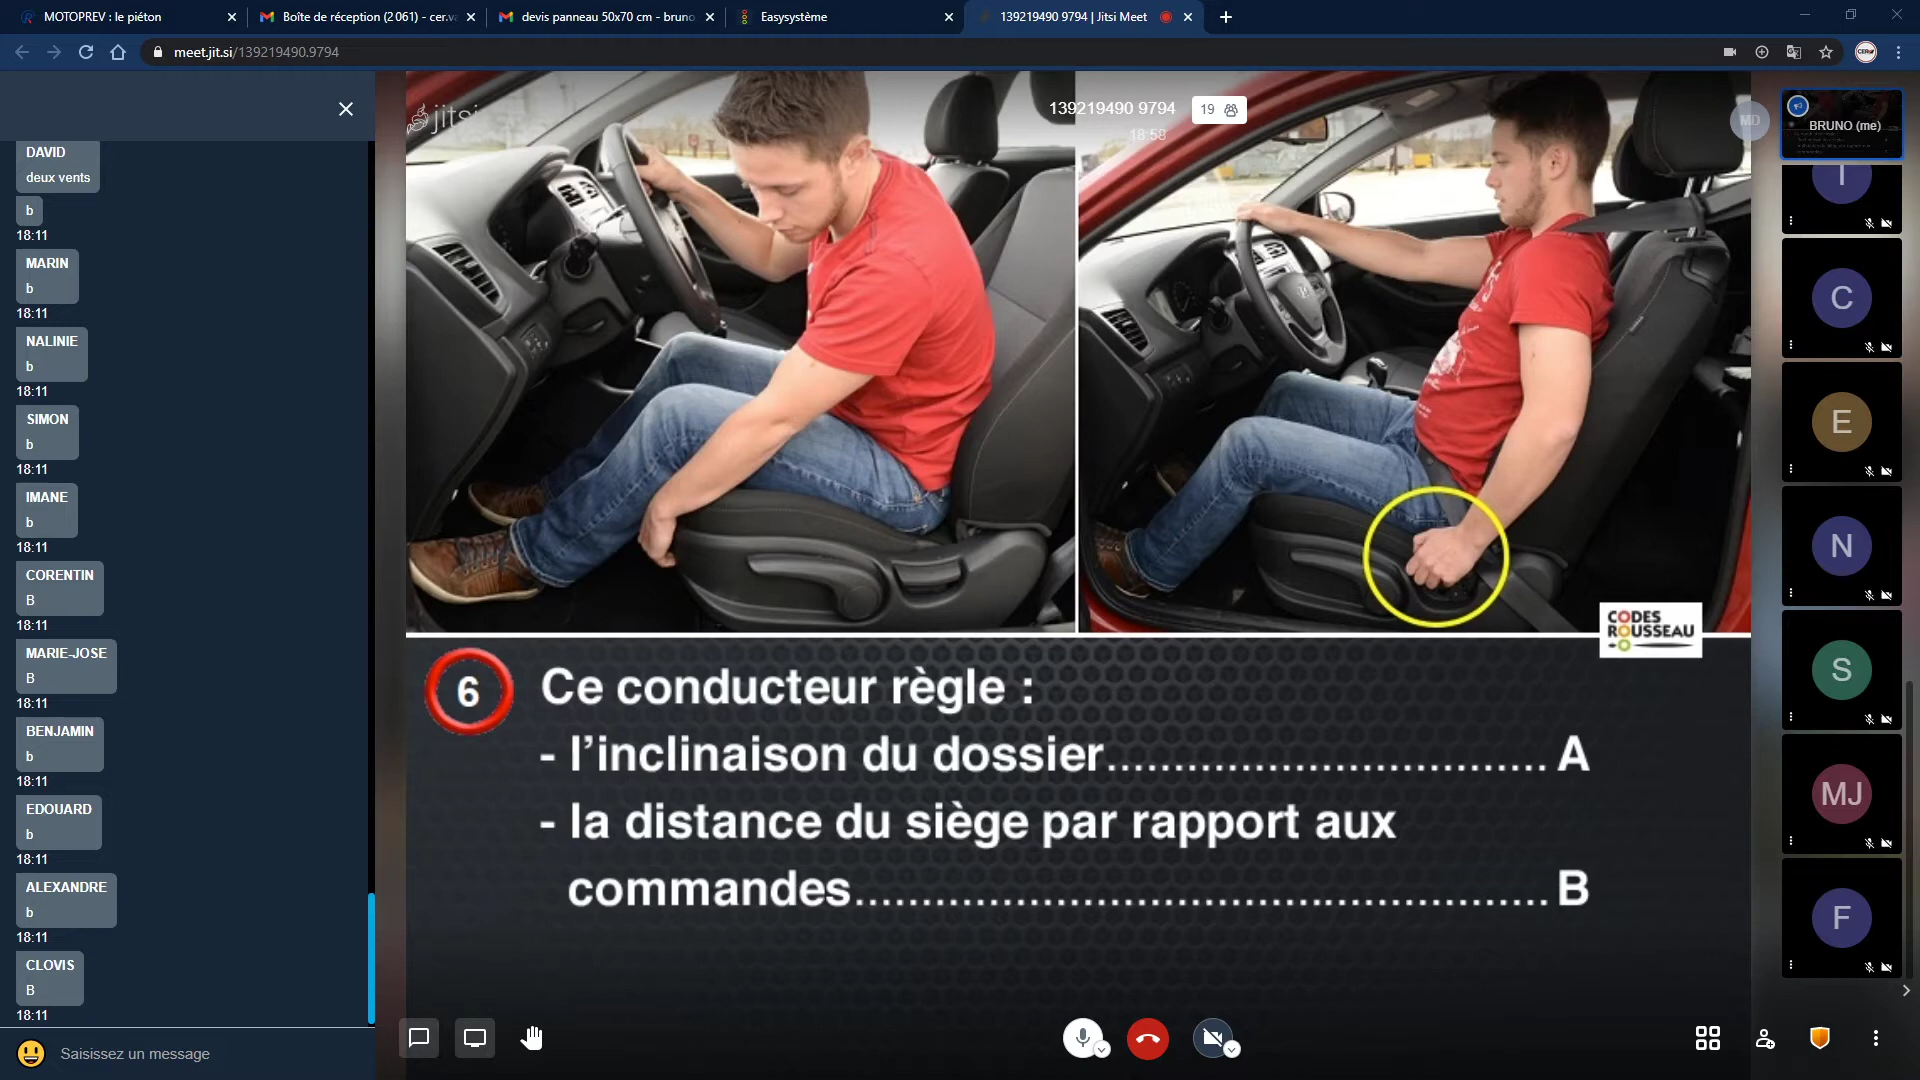 MOTOPREV : le piéton
Boîte de réception (2 061) - cer.va
devis panneau 50x70 cm - bruno.
Easysystème
139219490 9794 | Jitsi Meet
meet.jit.si/139219490.9794
CER
DAVID
deux vents
b
18:11
MARIN
b
18:11
NALINIE
b
18:11
SIMON
b
18:11
IMANE
b
18:11
CORENTIN
B
18:11
MARIE-JOSE
B
18:11
BENJAMIN
b
18:11
EDOUARD
b
18:11
ALEXANDRE
b
18:11
CLOVIS
B
18:11
Saisissez un message
jitsi
139219490 9794
19
18:58
MD
CODES
ROUSSEAU
6
Ce conducteur règle :
- l'inclinaison du dossier................................. A
- la distance du siège par rapport aux
commandes.................................................... B
BRUNO (me)
I
C
E
N
S
MJ
F